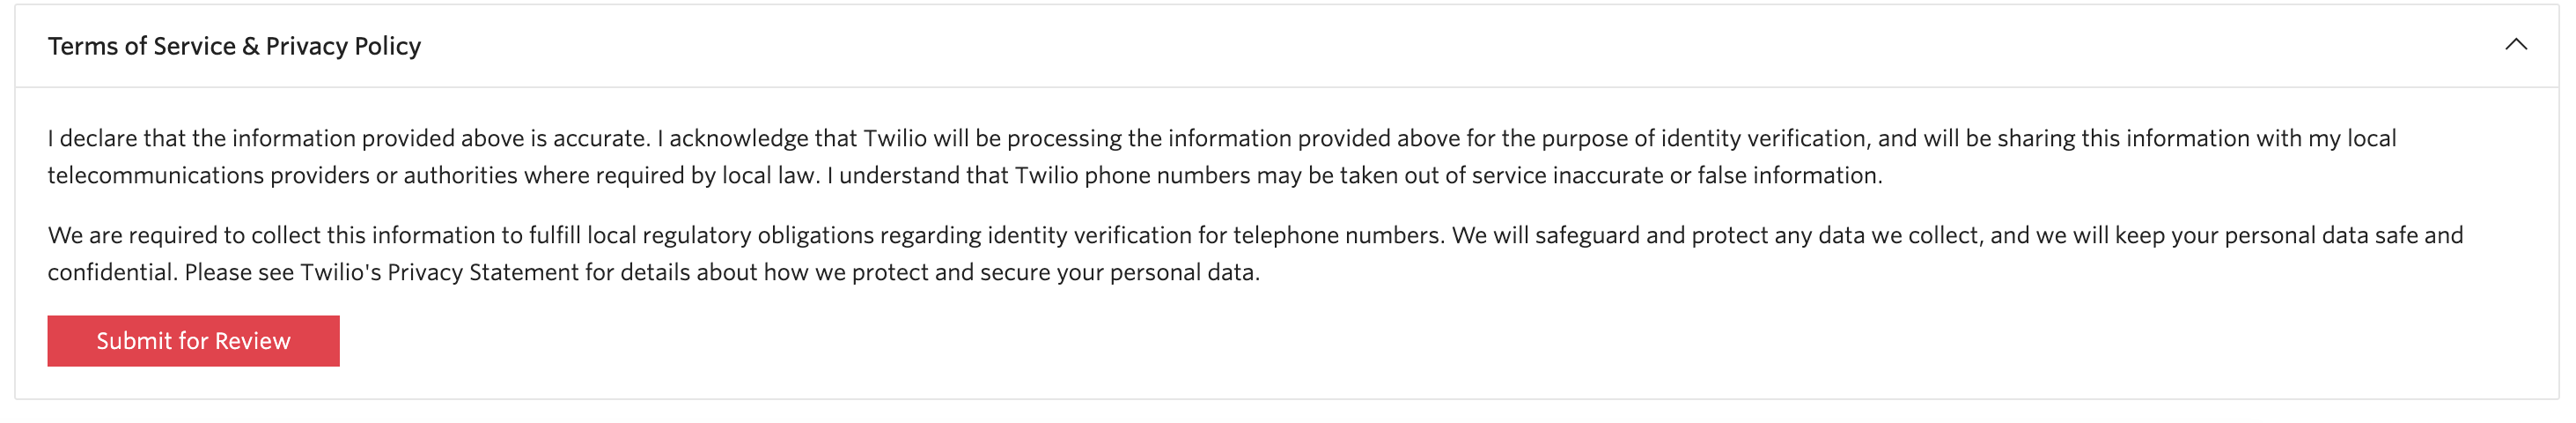 Terms of Service & Privacy Policy
I declare that the information provided above is accurate. I acknowledge that Twilio will be processing the information provided above for the purpose of identity verification, and will be sharing this information with my local
telecommunications providers or authorities where required by local law. I understand that Twilio phone numbers may be taken out of service inaccurate or false information.
We are required to collect this information to fulfill local regulatory obligations regarding identity verification for telephone numbers. We will safeguard and protect any data we collect, and we will keep your personal data safe and
confidential. Please see Twilio's Privacy Statement for details about how we protect and secure your personal data.
Submit for Review